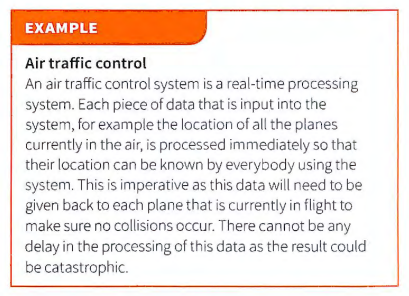 EXAMPLE
Air traffic control
An air traffic control system is a real-time processing
system. Each piece of data that is input into the
system, for example the location of all the planes
currently in the air, is processed immediately so that
their location can be known by everybody using the
system. This is imperative as this data will need to be
given back to each plane that is currently in flight to
make sure no collisions occur. There cannot be any
delay in the processing of this data as the result could
be catastrophic.